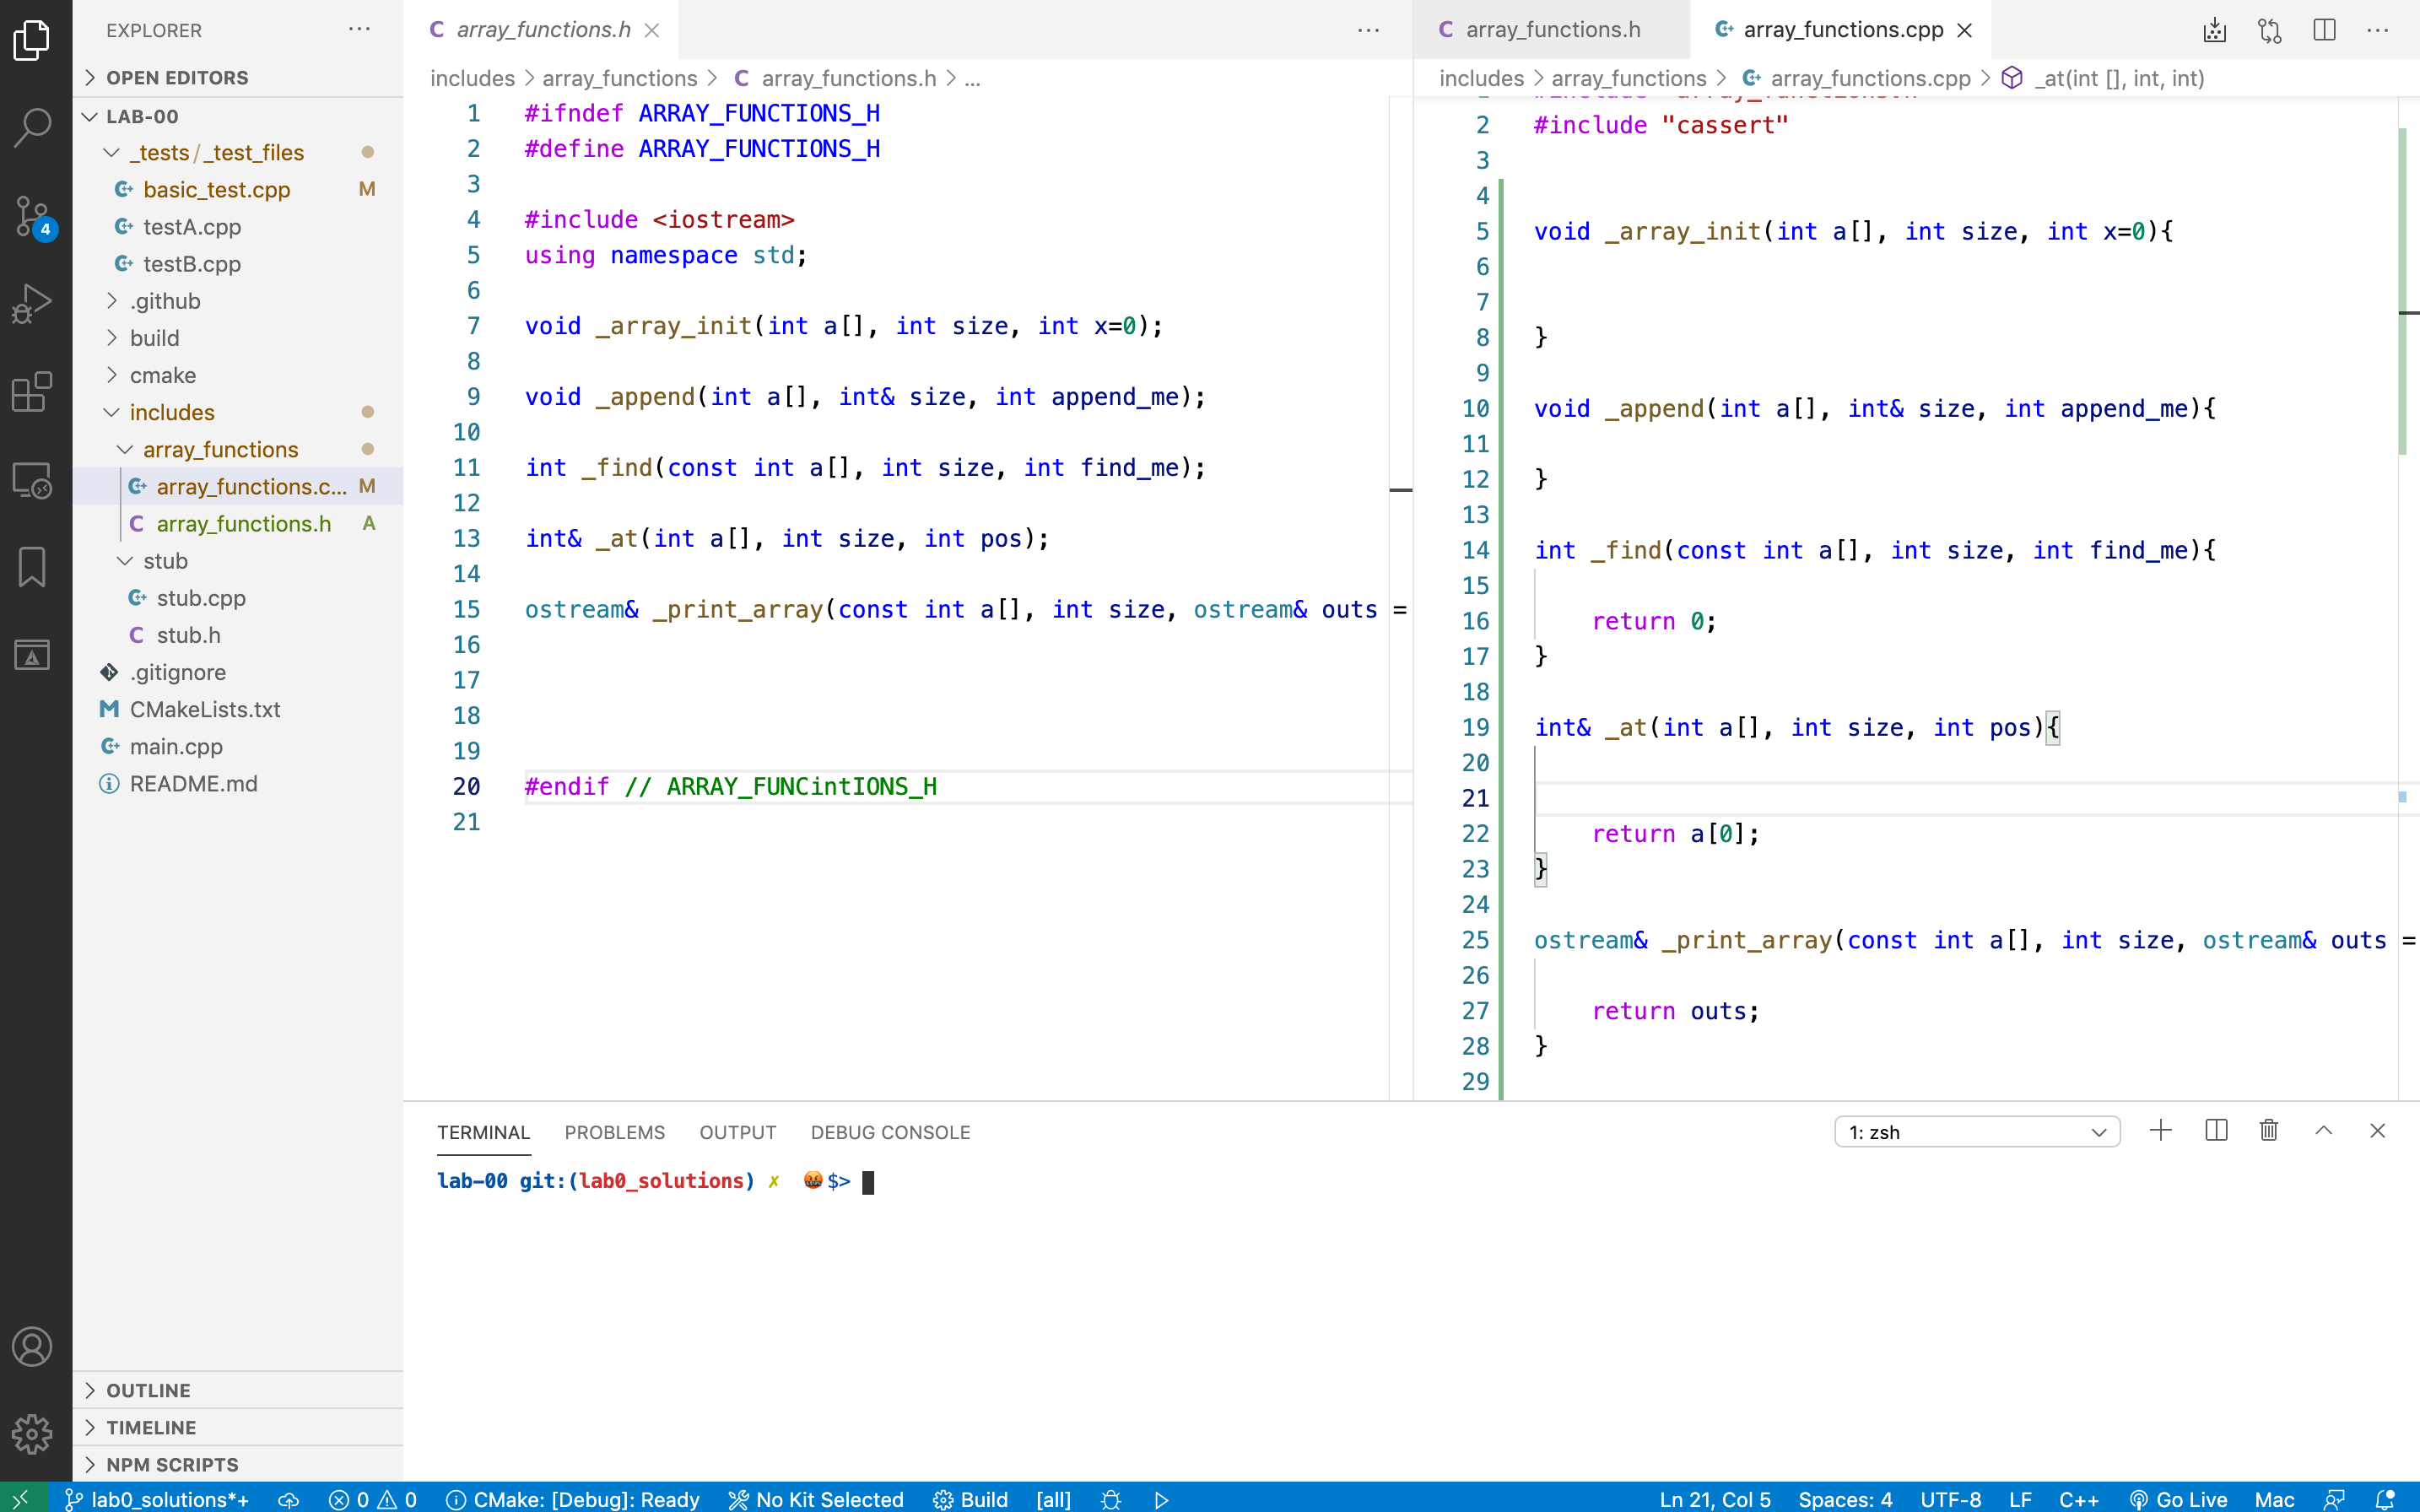 EXPLORER
OPEN EDITORS
LAB-00
_tests / _test_files
basic_test.cpp M
testA.cpp
testB.cpp
.github
build
cmake
includes
array_functions
array_functions.c... M
array_functions.h A
stub
stub.cpp
stub.h
.gitignore
CMakeLists.txt
main.cpp
README.md
OUTLINE
TIMELINE
NPM SCRIPTS
4
array_functions.h
includes > array_functions > array_functions.h > ...
1 #ifndef ARRAY_FUNCTIONS_H
2 #define ARRAY_FUNCTIONS_H
3
4 #include <iostream>
5 using namespace std;
6
7 void _array_init(int a[], int size, int x=0);
8
9 void _append(int a[], int& size, int append_me);
10
11 int _find(const int a[], int size, int find_me);
12
13 int& _at(int a[], int size, int pos);
14
15 ostream& _print_array(const int a[], int size, ostream& outs =
16
17
18
19
20 #endif // ARRAY_FUNCintIONS_H
21
array_functions.h array_functions.cpp
includes > array_functions > array_functions.cpp > _at(int [], int, int)
2 #include "cassert"
3
4
5 void _array_init(int a[], int size, int x=0){
6
7
8 }
9
10 void _append(int a[], int& size, int append_me){
11
12 }
13
14 int _find(const int a[], int size, int find_me){
15
16 return 0;
17 }
18
19 int& _at(int a[], int size, int pos){
20
21
22 return a[0];
23 }
24
25 ostream& _print_array(const int a[], int size, ostream& outs =
26
27 return outs;
28 }
29
TERMINAL PROBLEMS OUTPUT DEBUG CONSOLE 1: zsh
lab-00 git:(lab0_solutions) ✗ 🤬$>
lab0_solutions*+ 0 0 CMake: [Debug]: Ready No Kit Selected Build [all] Ln 21, Col 5 Spaces: 4 UTF-8 LF C++ Go Live Mac